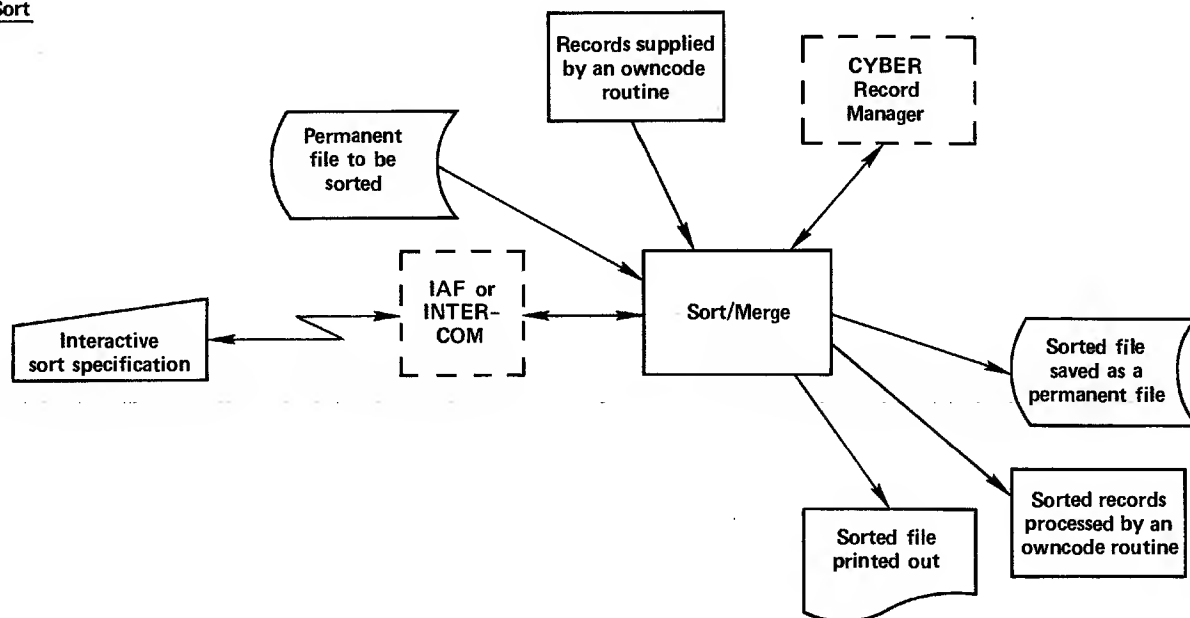 Sort
Records supplied
by an owncode
routine
CYBER
Record
Manager
Permanent
file to be
sorted
IAF or
INTER-
COM
Sort/Merge
Interactive
sort specification
Sorted file
saved as a
permanent file
Sorted records
processed by an
owncode routine
Sorted file
printed out